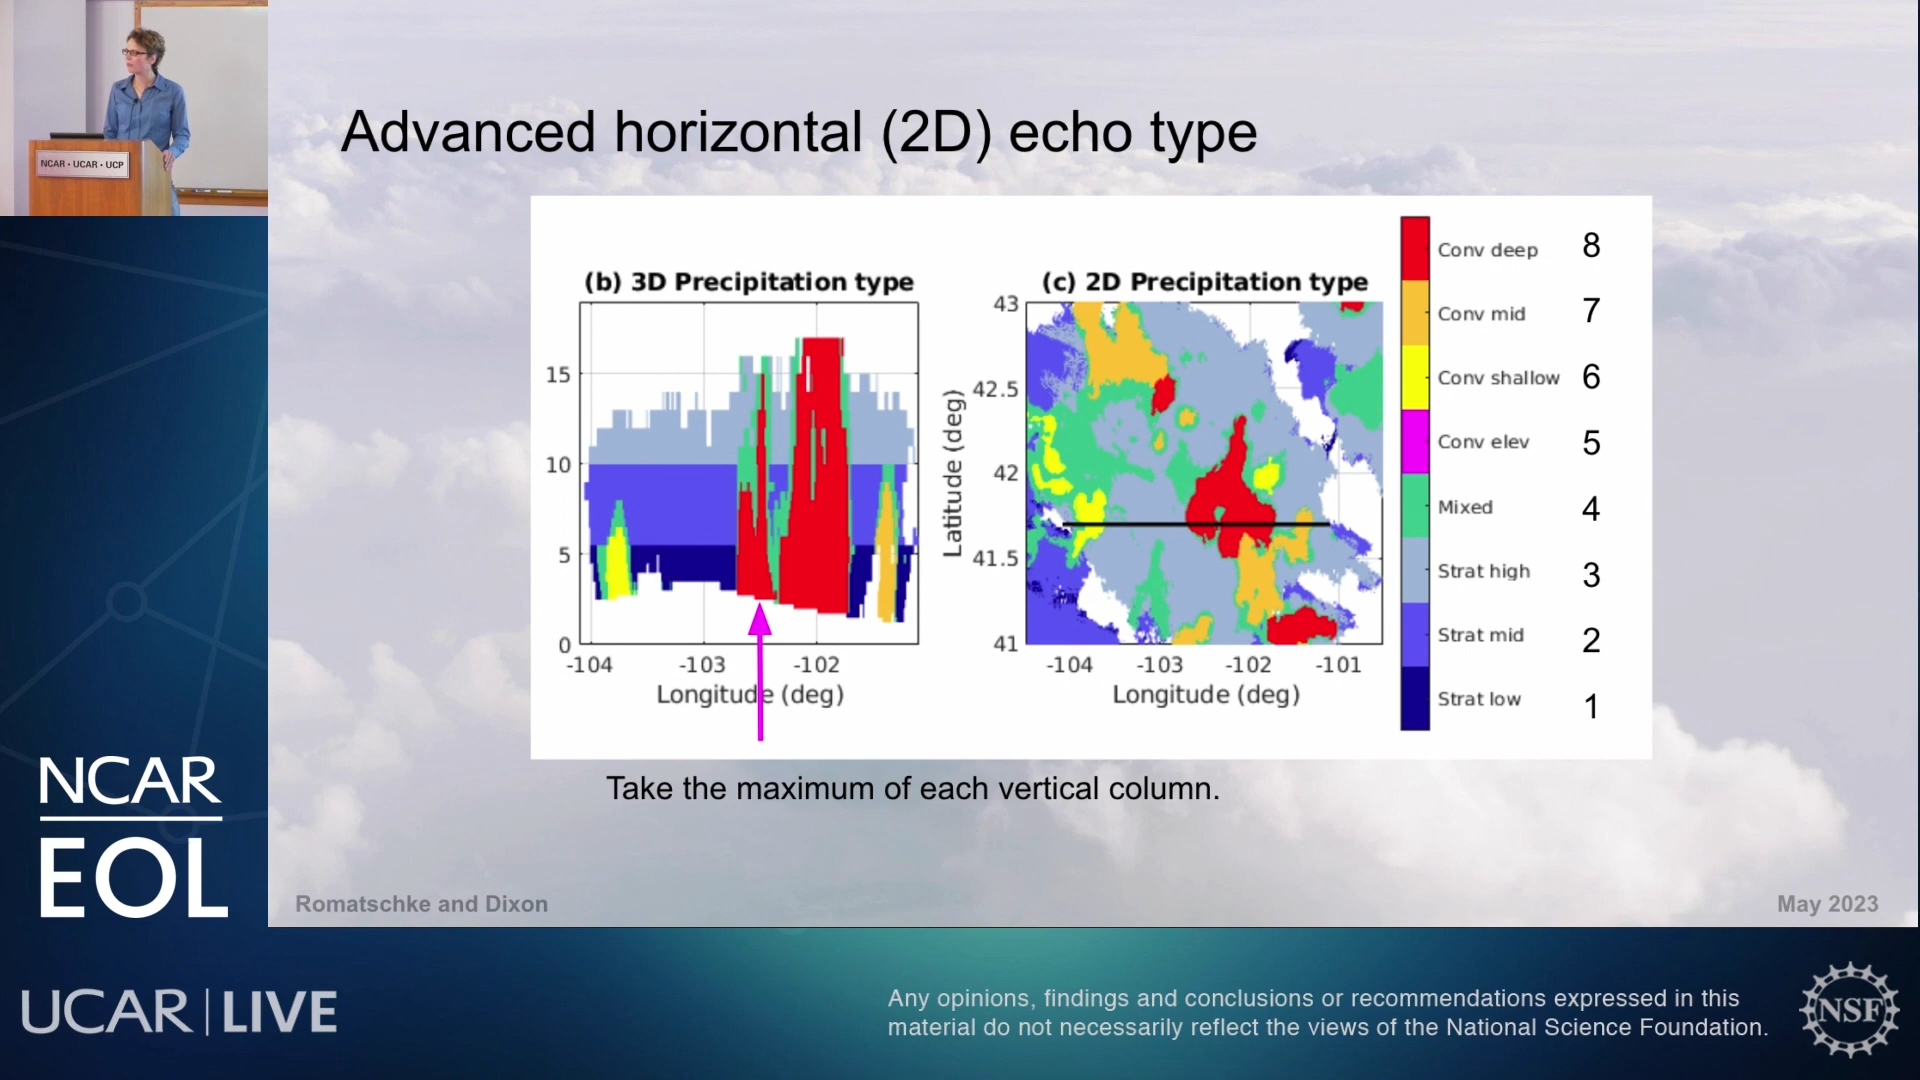 NCAR • UCAR • UCP
Advanced horizontal (2D) echo type
(b) 3D Precipitation type
15
10
5
0
-104 -103 -102
Longitude (deg)
(c) 2D Precipitation type
Latitude (deg)
43
42.5
42
41.5
41
-104 -103 -102 -101
Longitude (deg)
Conv deep 8
Conv mid 7
Conv shallow 6
Conv elev 5
Mixed 4
Strat high 3
Strat mid 2
Strat low 1
Take the maximum of each vertical column.
Romatschke and Dixon
May 2023
NCAR
EOL
UCAR | LIVE
Any opinions, findings and conclusions or recommendations expressed in this
material do not necessarily reflect the views of the National Science Foundation.
NSF